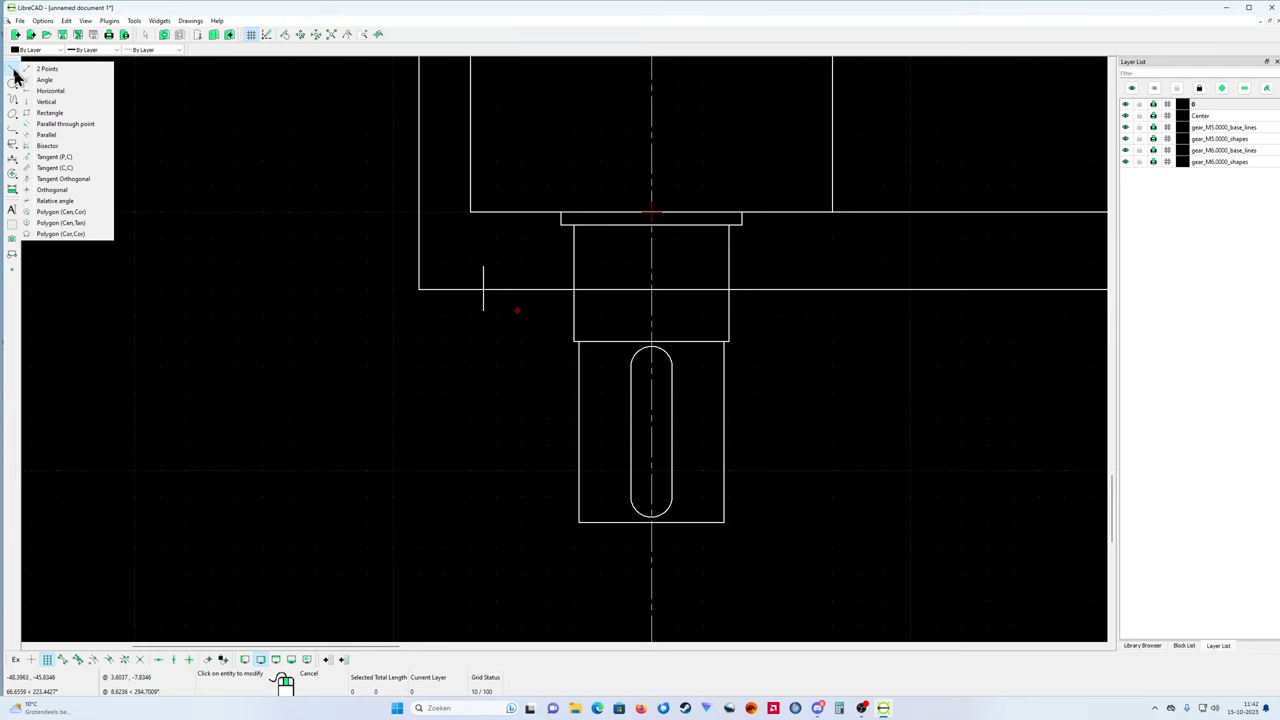 LibreCAD - [unnamed document 1*]
File Options Edit View Plugins Tools Widgets Drawings Help
By Layer By Layer By Layer
2 Points
Angle
Horizontal
Vertical
Rectangle
Parallel through point
Parallel
Bisector
Tangent (P,C)
Tangent (C,C)
Tangent Orthogonal
Orthogonal
Relative angle
Polygon (Cen,Cor)
Polygon (Cen,Tan)
Polygon (Cor,Cor)
Layer List
Filter
0
Center
gear_M5.0000_base_lines
gear_M5.0000_shapes
gear_M6.0000_base_lines
gear_M6.0000_shapes
Library Browser Block List Layer List
Ex
-48.3963, -45.8346 @ 3.6037, -7.8346 Click on entity to modify Cancel Selected Total Length Current Layer Grid Status
66.6559 < 223.4427° @ 8.6236 < 294.7009° 0 0 0 10 / 100
10°C
Grotendeels be...
Zoeken
11:42
15-10-2023